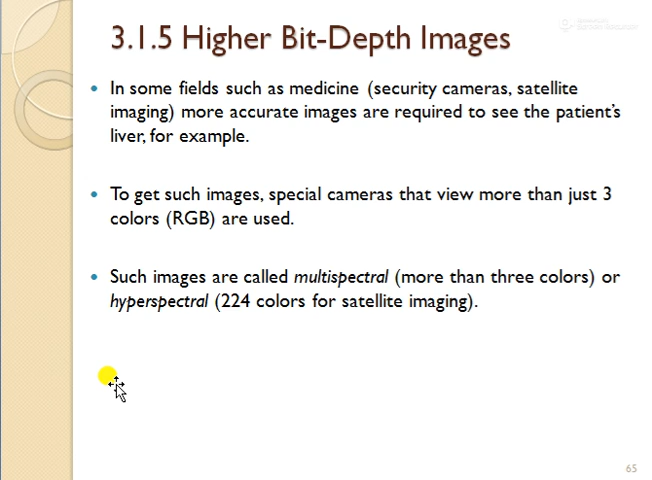 3.1.5 Higher Bit-Depth Images
In some fields such as medicine (security cameras, satellite
imaging) more accurate images are required to see the patient's
liver, for example.
To get such images, special cameras that view more than just 3
colors (RGB) are used.
Such images are called multispectral (more than three colors) or
hyperspectral (224 colors for satellite imaging).
65